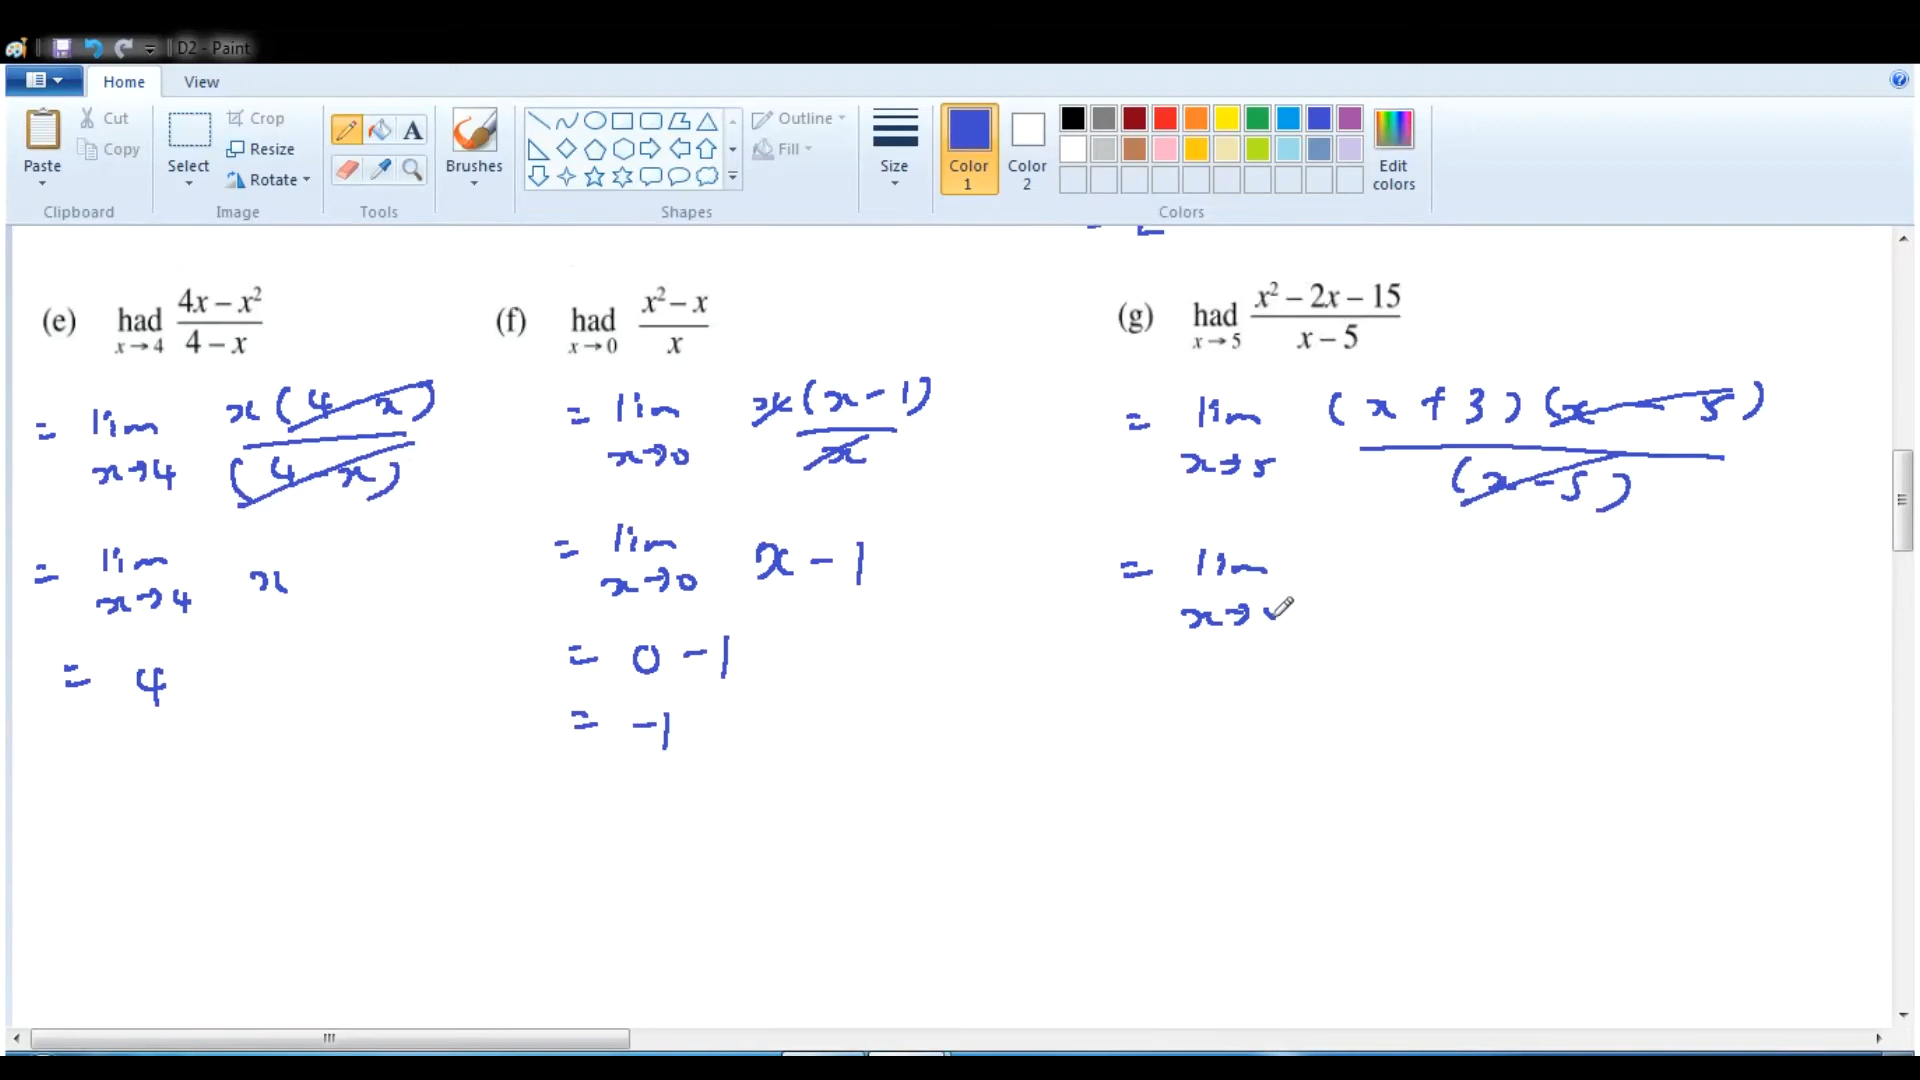 D2 - Paint
Home View
Paste
Cut
Copy
Clipboard
Select
Crop
Resize
Rotate
Image
A
Tools
Brushes
Shapes
Outline
Fill
Size
Color 1
Color 2
Edit colors
Colors
(e) had x→4 4x – x² / 4 – x
= lim x→4 x(4 - x) / (4 - x)
= lim x→4 x
= 4
(f) had x→0 x² – x / x
= lim x→0 x(x - 1) / x
= lim x→0 x - 1
= 0 - 1
= -1
(g) had x→5 x² – 2x – 15 / x – 5
= lim x→5 (x + 3)(x - 5) / (x - 5)
= lim x→